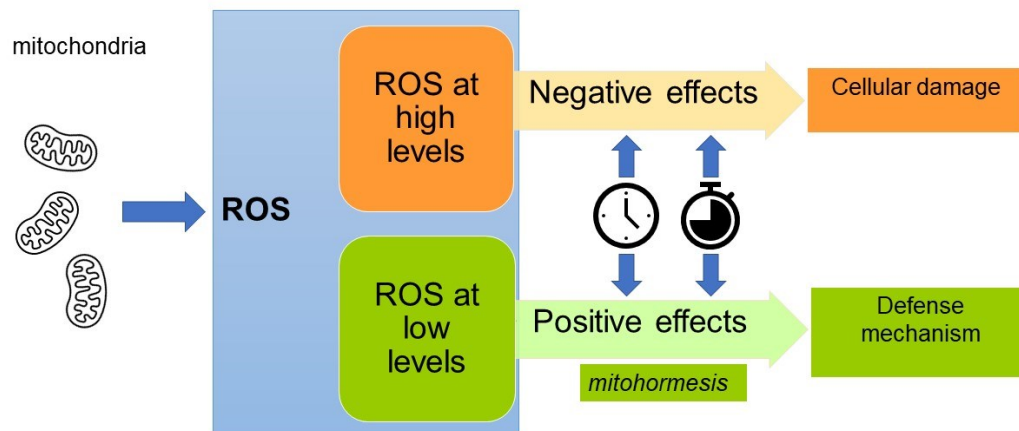 mitochondria
ROS
ROS at
high
levels
Negative effects
Cellular damage
ROS at
low
levels
Positive effects
mitohormesis
Defense
mechanism